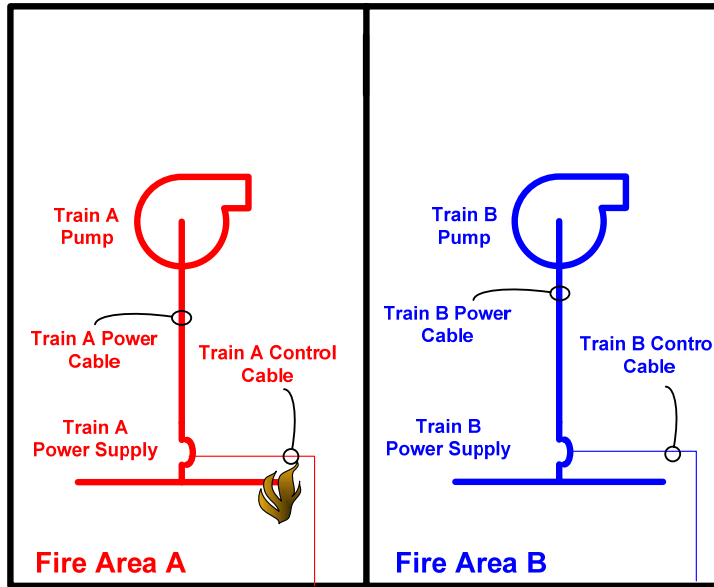 Train A
Pump
Train A Power
Cable
Train A Control
Cable
Train A
Power Supply
Fire Area A
Train B
Pump
Train B Power
Cable
Train B Contro
Cable
Train B
Power Supply
Fire Area B